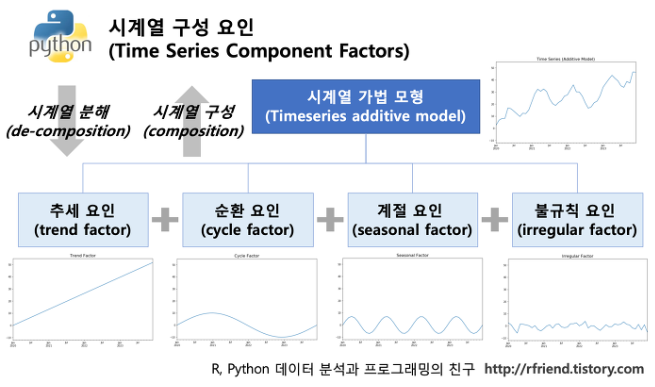 python
시계열 구성 요인
(Time Series Component Factors)
시계열 분해
(de-composition)
시계열 구성
(composition)
시계열 가법 모형
(Timeseries additive model)
Time Series (Additive Model)
추세 요인
(trend factor)
순환 요인
(cycle factor)
계절 요인
(seasonal factor)
불규칙 요인
(irregular factor)
Trend Factor
Cycle Factor
Seasonal Factor
Irregular Factor
R, Python 데이터 분석과 프로그래밍의 친구 http://rfriend.tistory.com